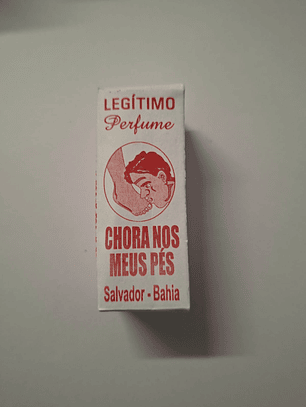 LEGÍTIMO
Perfume
CHORA NOS
MEUS PÉS
Salvador - Bahia